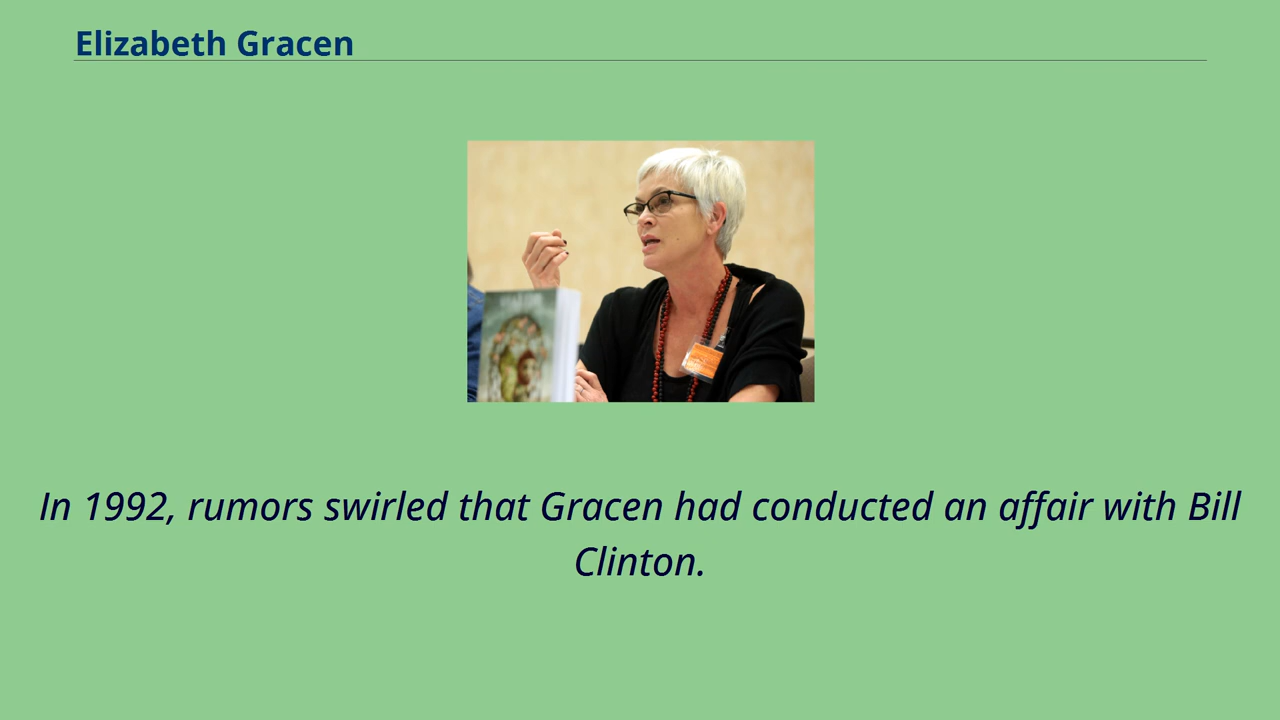 Elizabeth Gracen
In 1992, rumors swirled that Gracen had conducted an affair with Bill
Clinton.